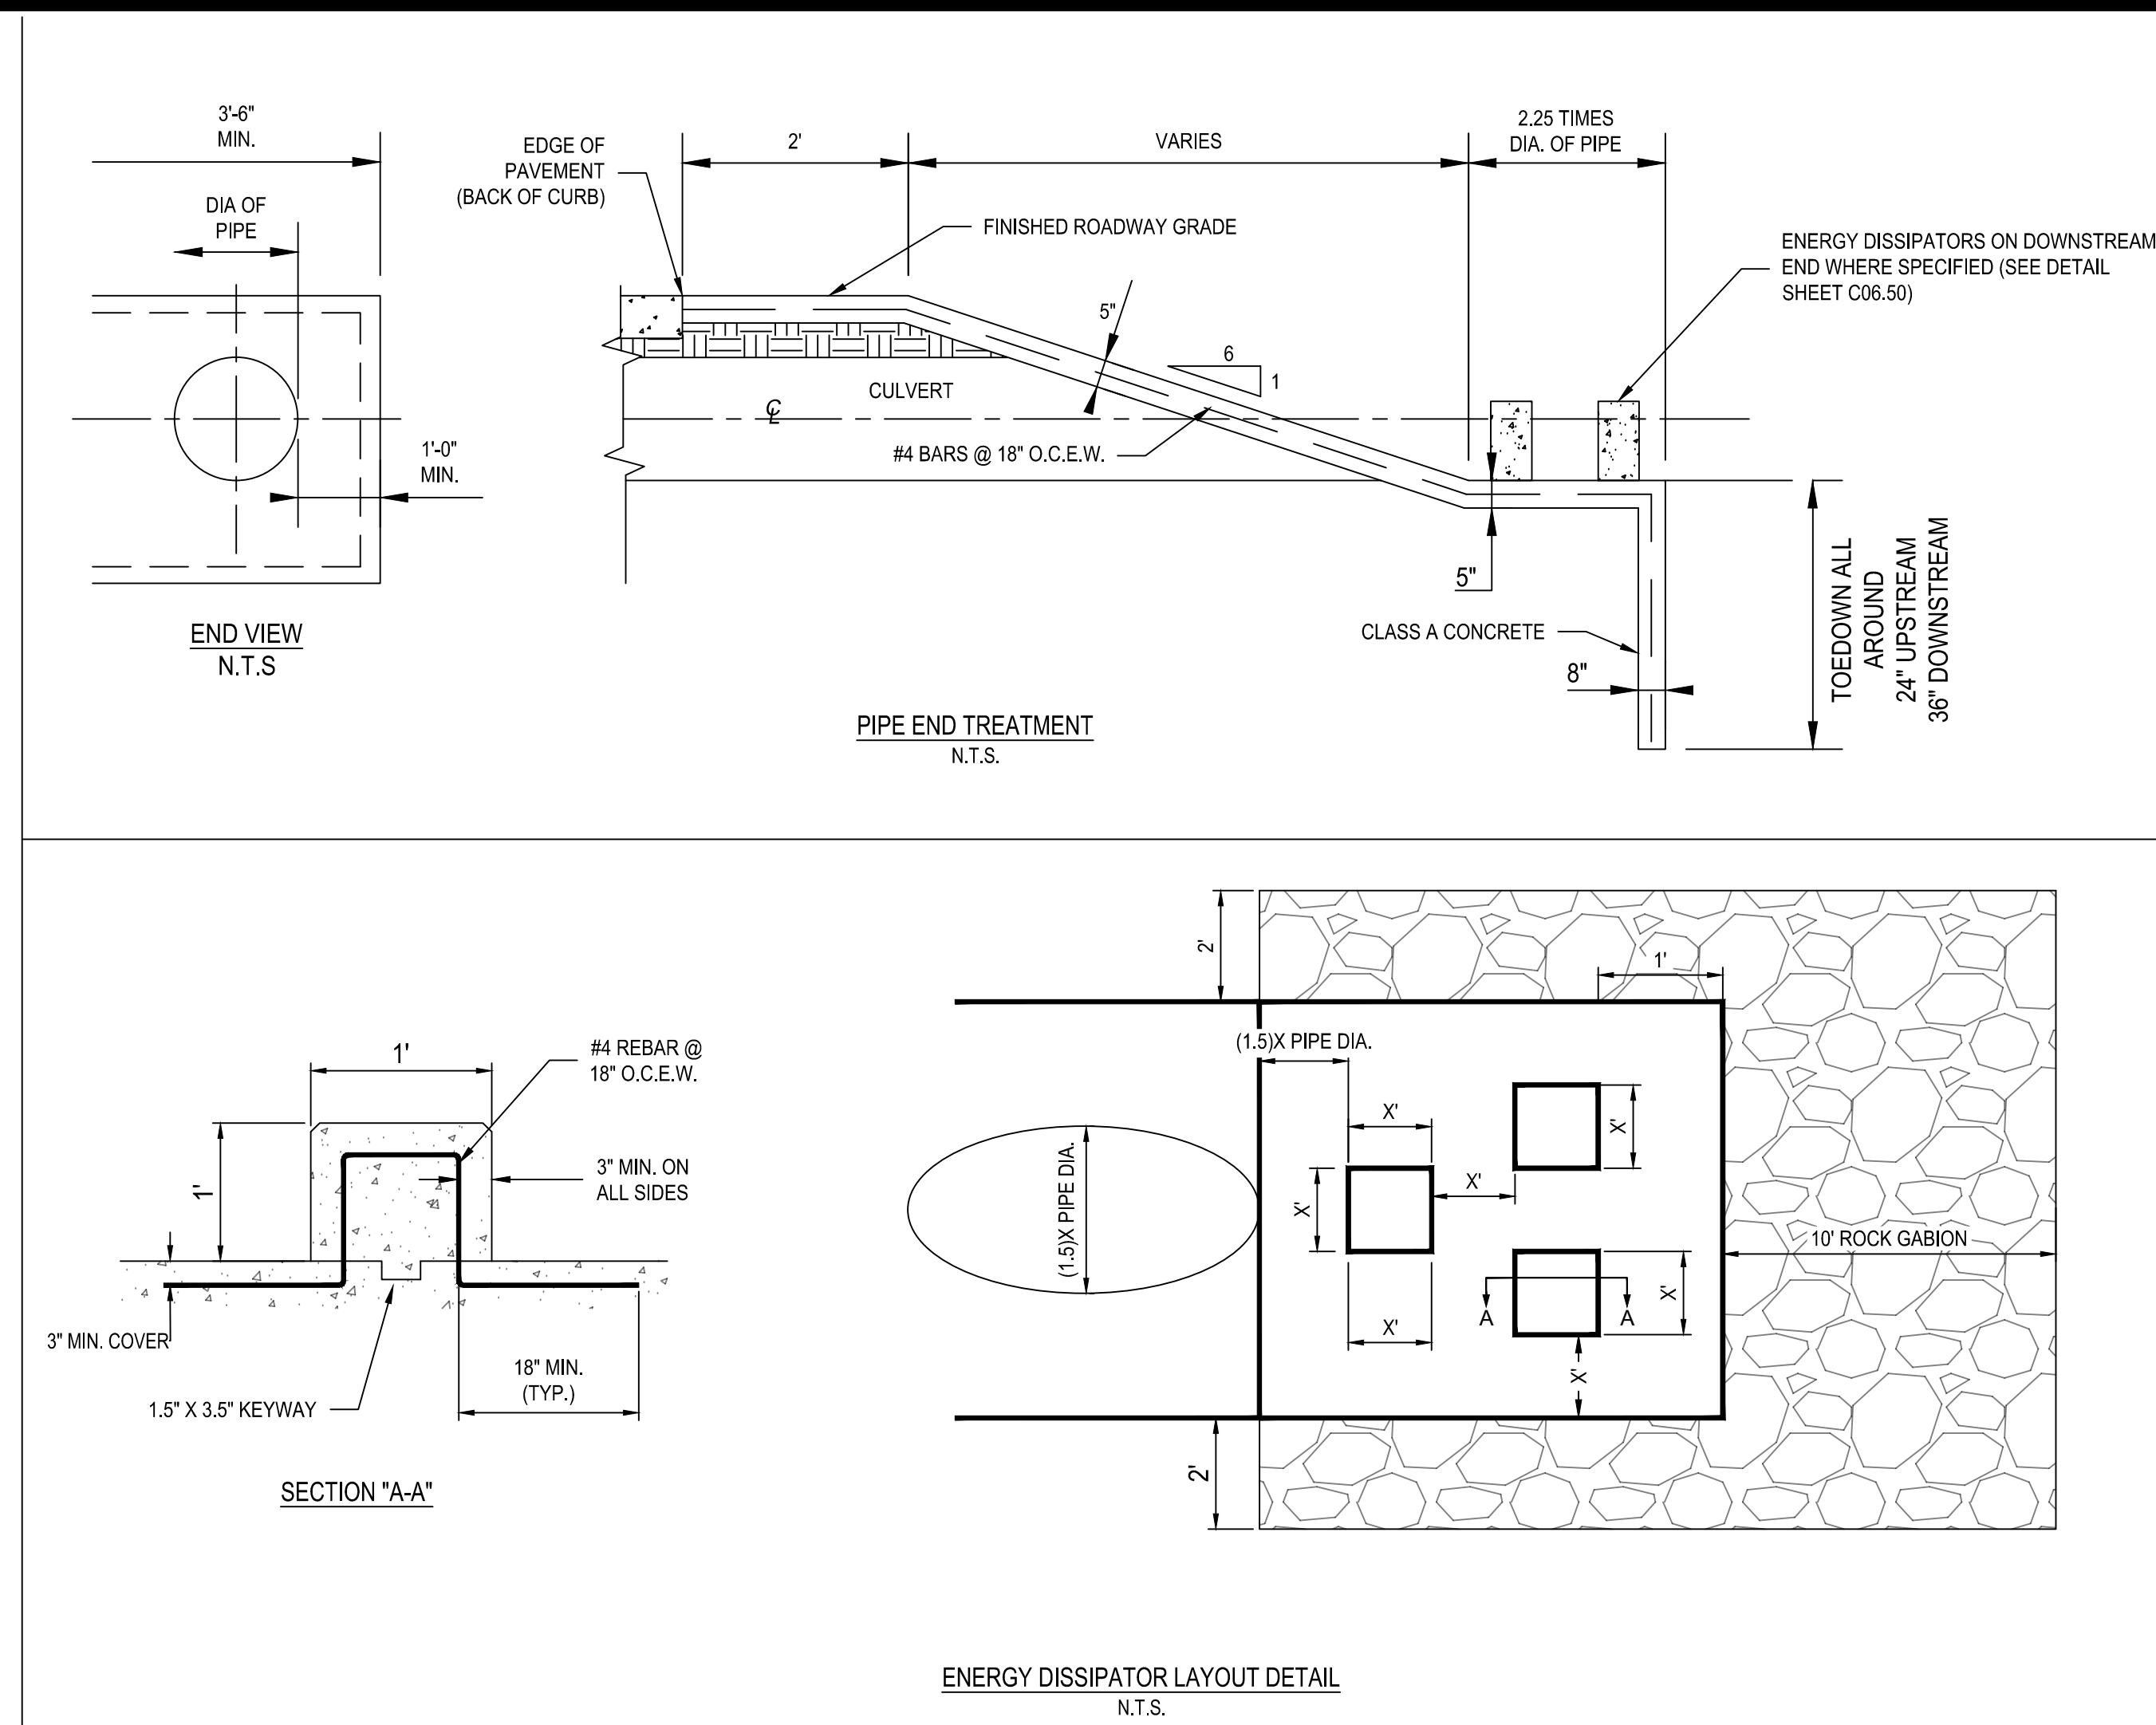 3'-6"
MIN.
DIA OF
PIPE
1'-0"
MIN.
END VIEW
N.T.S
EDGE OF
PAVEMENT
(BACK OF CURB)
2'
VARIES
2.25 TIMES
DIA. OF PIPE
FINISHED ROADWAY GRADE
ENERGY DISSIPATORS ON DOWNSTREAM
END WHERE SPECIFIED (SEE DETAIL
SHEET C06.50)
5"
6
1
CULVERT
℄
#4 BARS @ 18" O.C.E.W.
5"
CLASS A CONCRETE
8"
TOEDOWN ALL
AROUND
24" UPSTREAM
36" DOWNSTREAM
PIPE END TREATMENT
N.T.S.
1'
#4 REBAR @
18" O.C.E.W.
1'
3" MIN. ON
ALL SIDES
3" MIN. COVER
18" MIN.
(TYP.)
1.5" X 3.5" KEYWAY
SECTION "A-A"
2'
1'
(1.5)X PIPE DIA.
(1.5)X PIPE DIA.
X'
X'
X'
X'
X'
X'
A
A
X'
10' ROCK GABION
2'
ENERGY DISSIPATOR LAYOUT DETAIL
N.T.S.